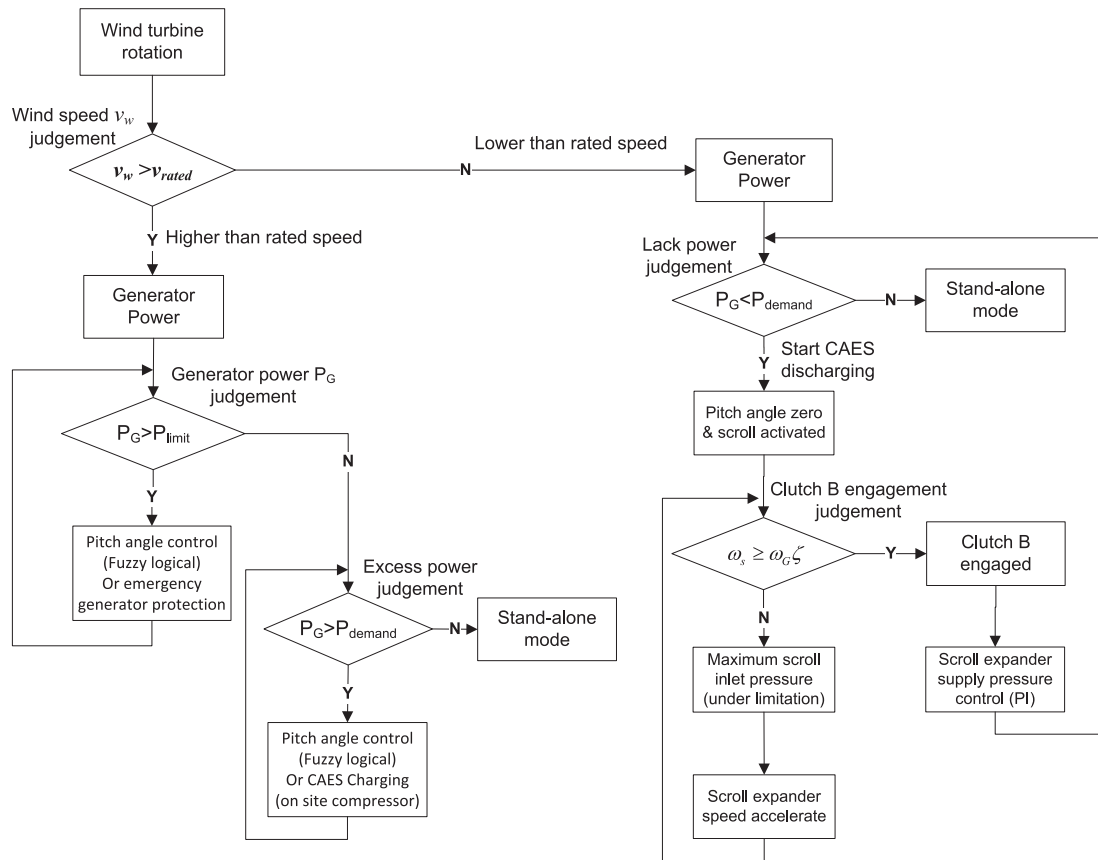 Wind turbine
rotation
Wind speed v_w
judgement
v_w >v_rated
Lower than rated speed
N
Generator
Power
Y
Higher than rated speed
Generator
Power
Lack power
judgement
P_G<P_demand
N
Stand-alone
mode
Y
Start CAES
discharging
Generator power P_G
judgement
P_G>P_limit
N
Y
Pitch angle control
(Fuzzy logical)
Or emergency
generator protection
Pitch angle zero
& scroll activated
Clutch B engagement
judgement
ω_s ≥ ω_G ζ
Y
Clutch B
engaged
N
Excess power
judgement
P_G>P_demand
N
Stand-alone
mode
Y
Pitch angle control
(Fuzzy logical)
Or CAES Charging
(on site compressor)
Maximum scroll
inlet pressure
(under limitation)
Scroll expander
supply pressure
control (PI)
Scroll expander
speed accelerate